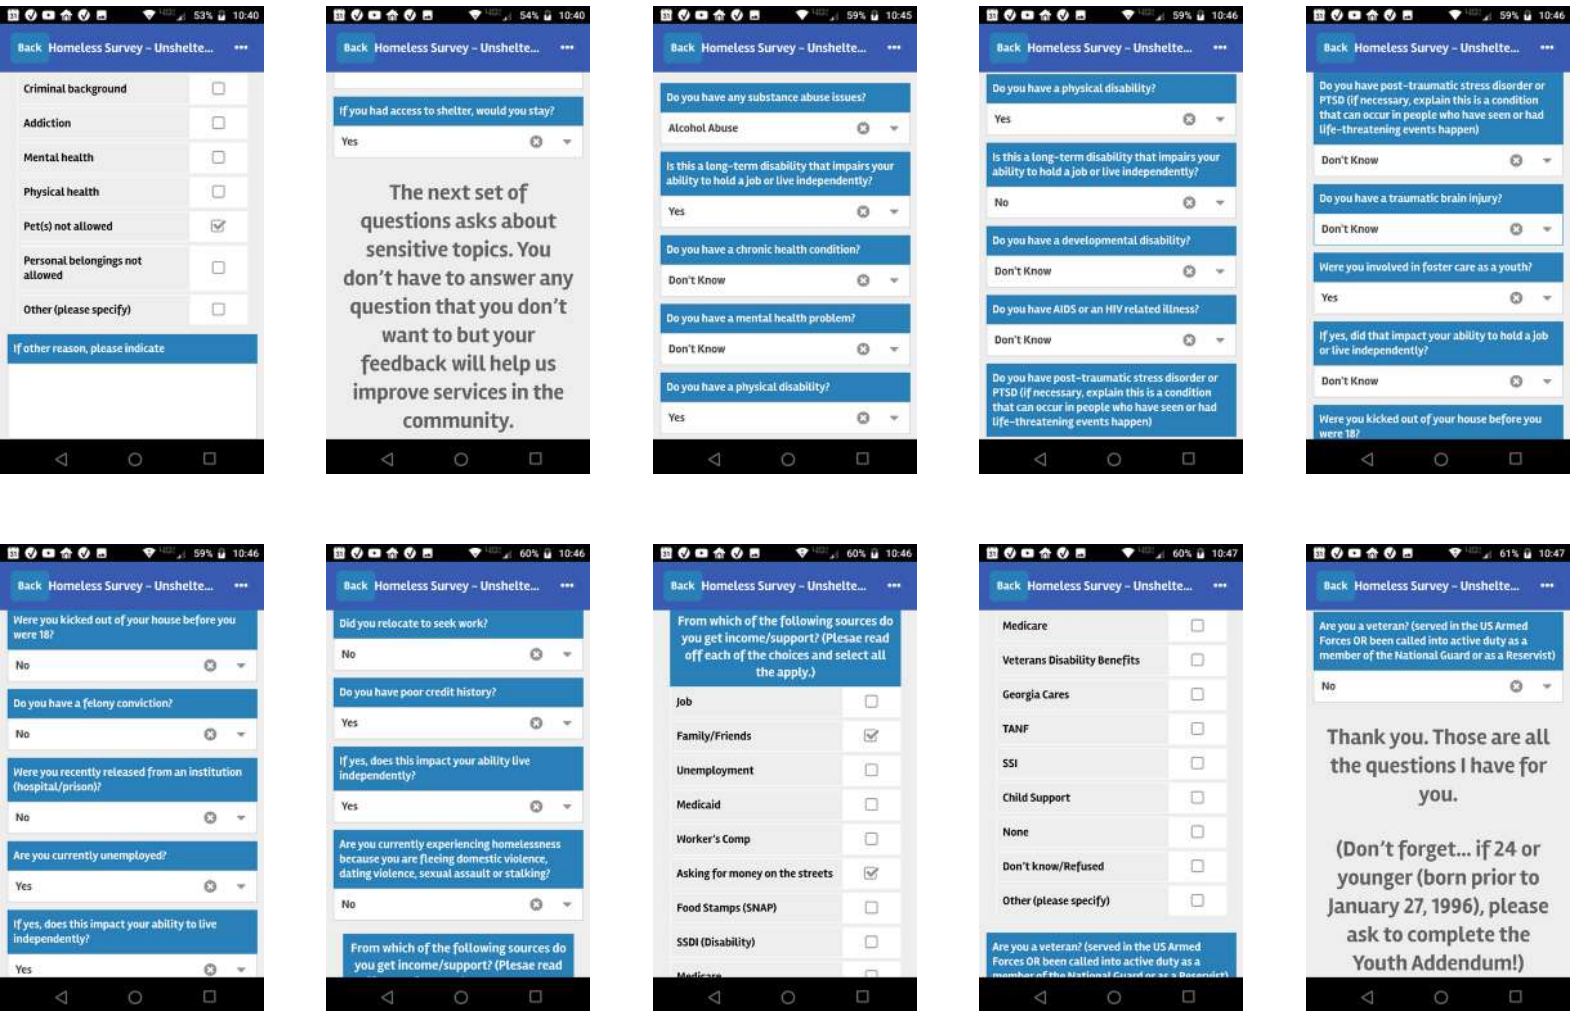 53% 10:40
Back Homeless Survey – Unshelte... •••
Criminal background
Addiction
Mental health
Physical health
Pet(s) not allowed
Personal belongings not
allowed
Other (please specify)
If other reason, please indicate
54% 10:40
Back Homeless Survey – Unshelte... •••
If you had access to shelter, would you stay?
Yes
The next set of
questions asks about
sensitive topics. You
don't have to answer any
question that you don't
want to but your
feedback will help us
improve services in the
community.
59% 10:45
Back Homeless Survey – Unshelte... •••
Do you have any substance abuse issues?
Alcohol Abuse
Is this a long-term disability that impairs your
ability to hold a job or live independently?
Yes
Do you have a chronic health condition?
Don't Know
Do you have a mental health problem?
Don't Know
Do you have a physical disability?
Yes
59% 10:46
Back Homeless Survey – Unshelte... •••
Do you have a physical disability?
Yes
Is this a long-term disability that impairs your
ability to hold a job or live independently?
No
Do you have a developmental disability?
Don't Know
Do you have AIDS or an HIV related illness?
Don't Know
Do you have post-traumatic stress disorder or
PTSD (if necessary, explain this is a condition
that can occur in people who have seen or had
life-threatening events happen)
59% 10:46
Back Homeless Survey – Unshelte... •••
Do you have post-traumatic stress disorder or
PTSD (if necessary, explain this is a condition
that can occur in people who have seen or had
life-threatening events happen)
Don't Know
Do you have a traumatic brain injury?
Don't Know
Were you involved in foster care as a youth?
Yes
If yes, did that impact your ability to hold a job
or live independently?
Don't Know
Were you kicked out of your house before you
were 18?
59% 10:46
Back Homeless Survey – Unshelte... •••
Were you kicked out of your house before you
were 18?
No
Do you have a felony conviction?
No
Were you recently released from an institution
(hospital/prison)?
No
Are you currently unemployed?
Yes
If yes, does this impact your ability to live
independently?
Yes
60% 10:46
Back Homeless Survey – Unshelte... •••
Did you relocate to seek work?
No
Do you have poor credit history?
Yes
If yes, does this impact your ability live
independently?
Yes
Are you currently experiencing homelessness
because you are fleeing domestic violence,
dating violence, sexual assault or stalking?
No
From which of the following sources do
you get income/support? (Plesae read
60% 10:46
Back Homeless Survey – Unshelte... •••
From which of the following sources do
you get income/support? (Plesae read
off each of the choices and select all
the apply.)
Job
Family/Friends
Unemployment
Medicaid
Worker's Comp
Asking for money on the streets
Food Stamps (SNAP)
SSDI (Disability)
Medicare
60% 10:47
Back Homeless Survey – Unshelte... •••
Medicare
Veterans Disability Benefits
Georgia Cares
TANF
SSI
Child Support
None
Don't know/Refused
Other (please specify)
Are you a veteran? (served in the US Armed
Forces OR been called into active duty as a
member of the National Guard or as a Reservist)
61% 10:47
Back Homeless Survey – Unshelte... •••
Are you a veteran? (served in the US Armed
Forces OR been called into active duty as a
member of the National Guard or as a Reservist)
No
Thank you. Those are all
the questions I have for
you.
(Don't forget... if 24 or
younger (born prior to
January 27, 1996), please
ask to complete the
Youth Addendum!)